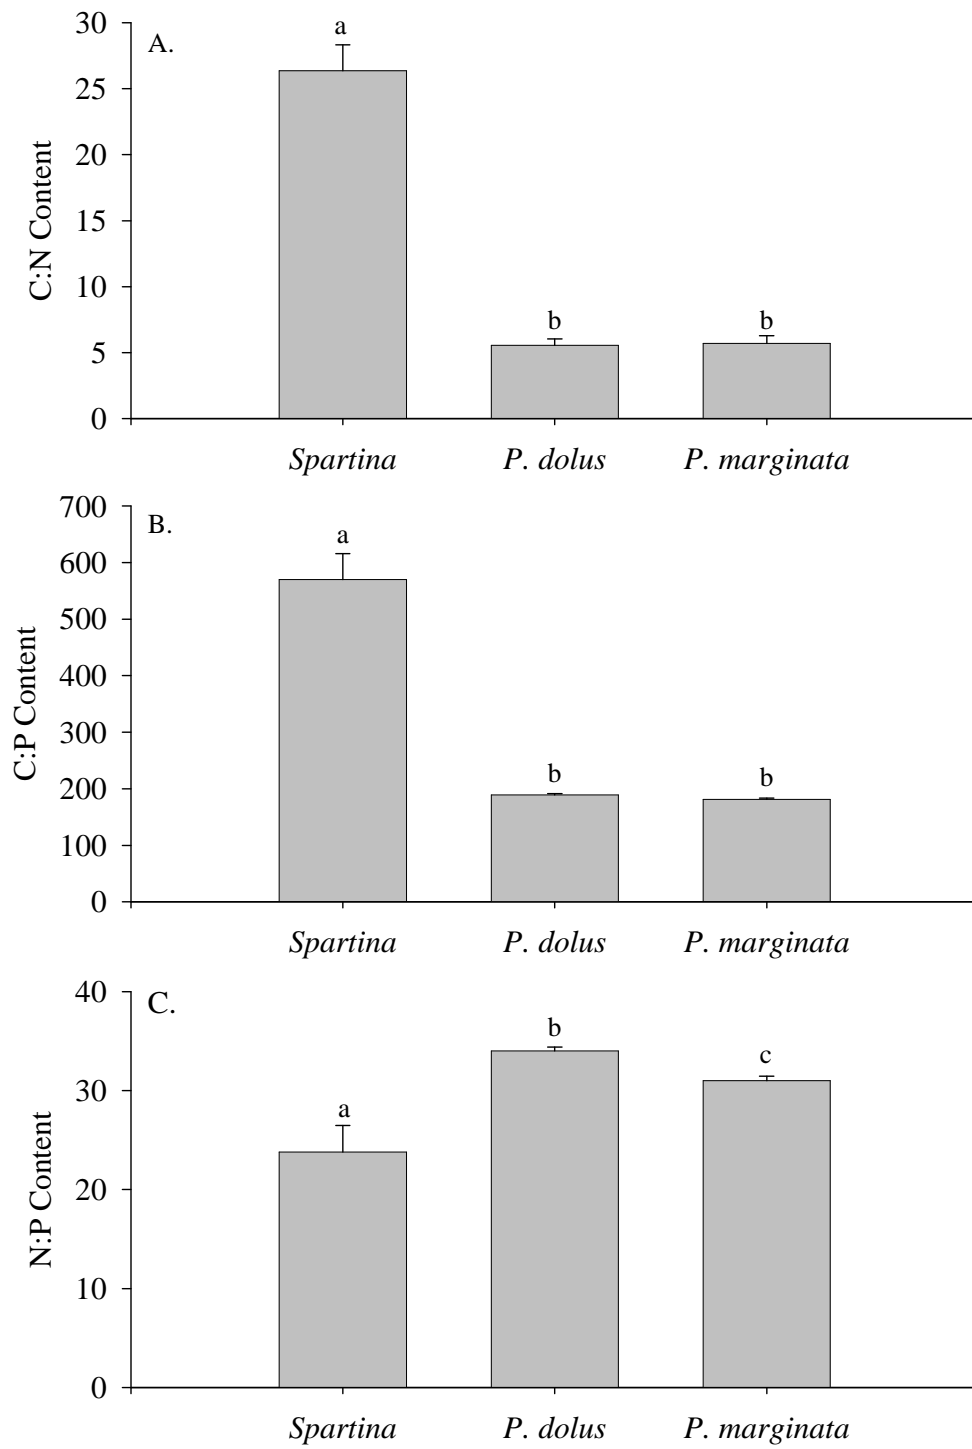 A.
C:N Content
30
25
20
15
10
5
0
a
b
b
Spartina P. dolus P. marginata
B.
C:P Content
700
600
500
400
300
200
100
0
a
b
b
Spartina P. dolus P. marginata
C.
N:P Content
40
30
20
10
0
a
b
c
Spartina P. dolus P. marginata